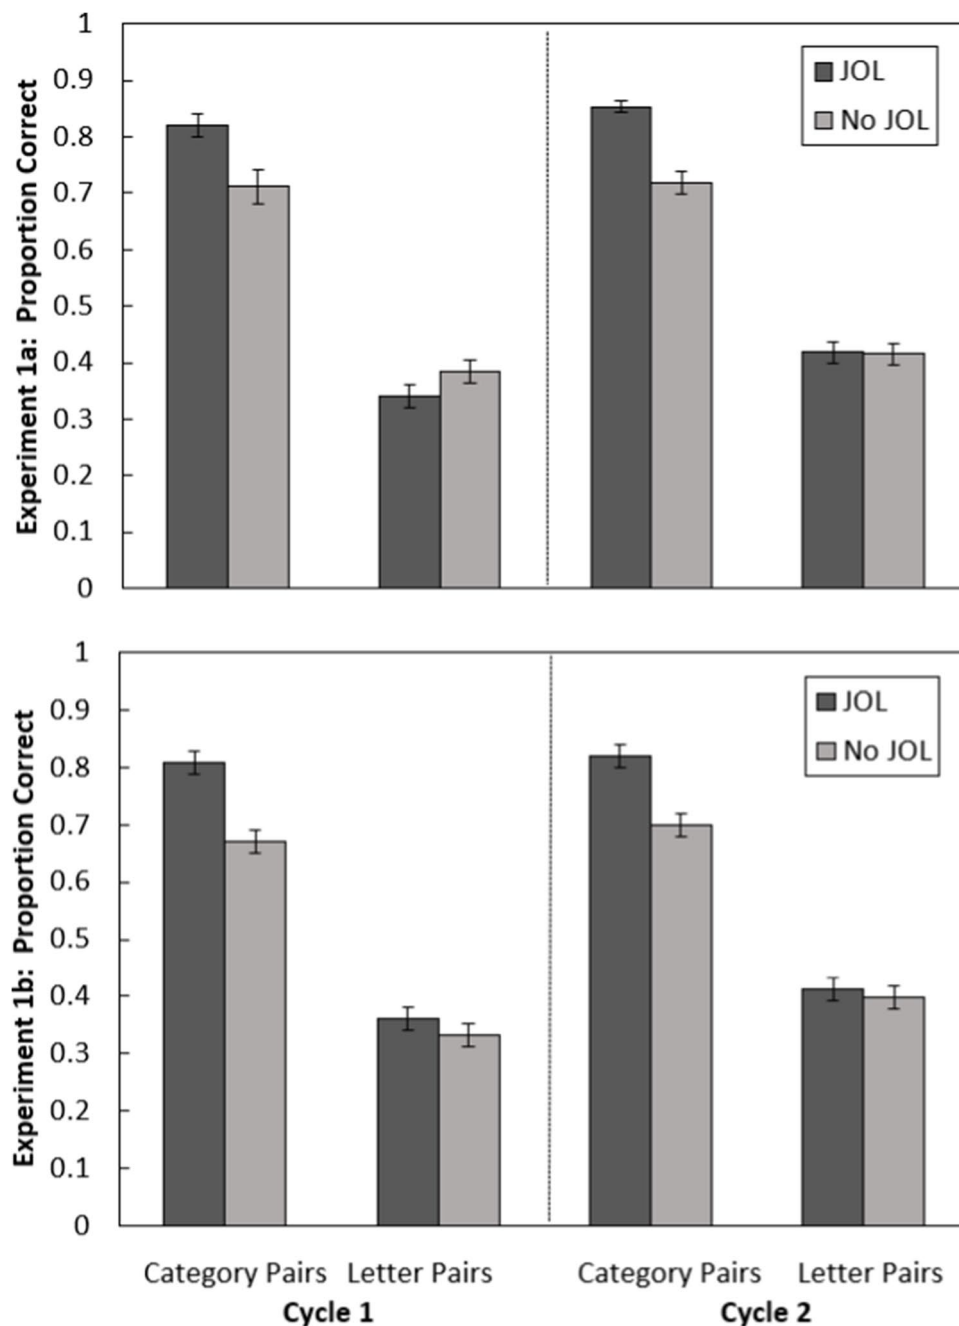 Experiment 1a: Proportion Correct
1
0.9
0.8
0.7
0.6
0.5
0.4
0.3
0.2
0.1
0
JOL
No JOL
Experiment 1b: Proportion Correct
1
0.9
0.8
0.7
0.6
0.5
0.4
0.3
0.2
0.1
0
JOL
No JOL
Category Pairs Letter Pairs Category Pairs Letter Pairs
Cycle 1 Cycle 2